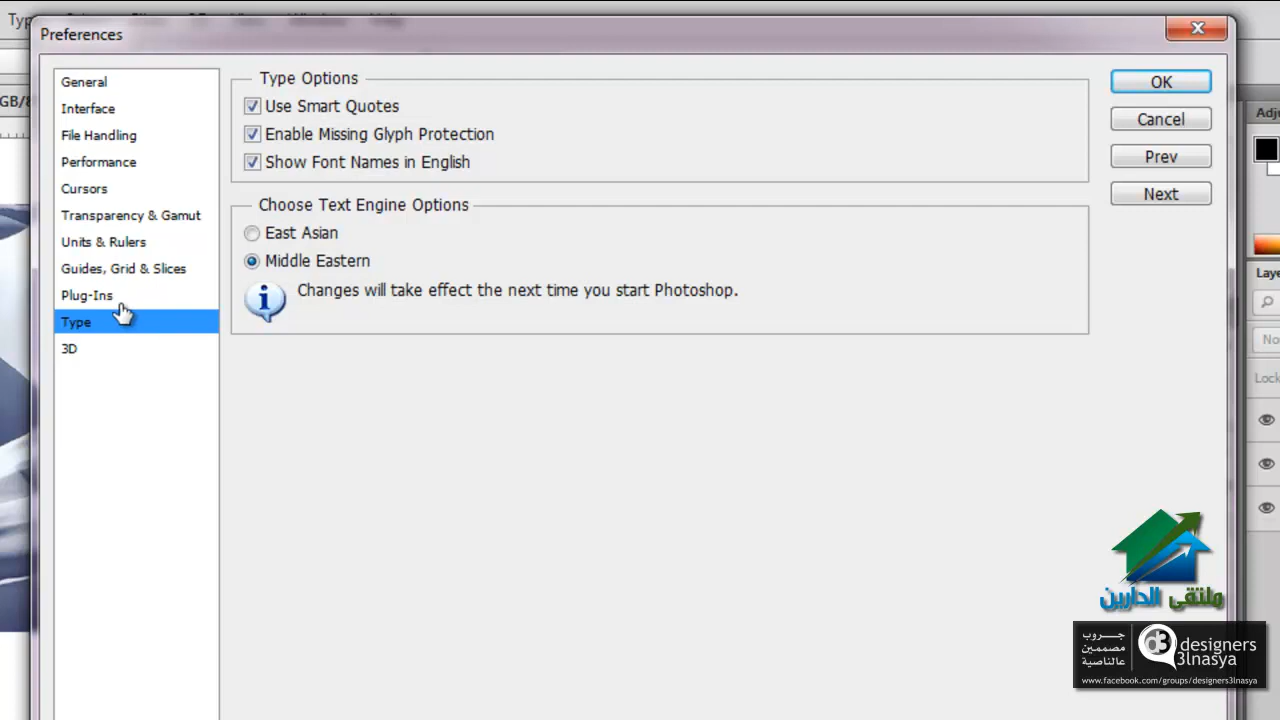 Preferences
General
Interface
File Handling
Performance
Cursors
Transparency & Gamut
Units & Rulers
Guides, Grid & Slices
Plug-Ins
Type
3D
Type Options
Use Smart Quotes
Enable Missing Glyph Protection
Show Font Names in English
Choose Text Engine Options
East Asian
Middle Eastern
Changes will take effect the next time you start Photoshop.
OK
Cancel
Prev
Next
ملتقى الدارين
جروب
مصممين
عالناصية
d3
designers
3lnasya
www.facebook.com/groups/designers3lnasya